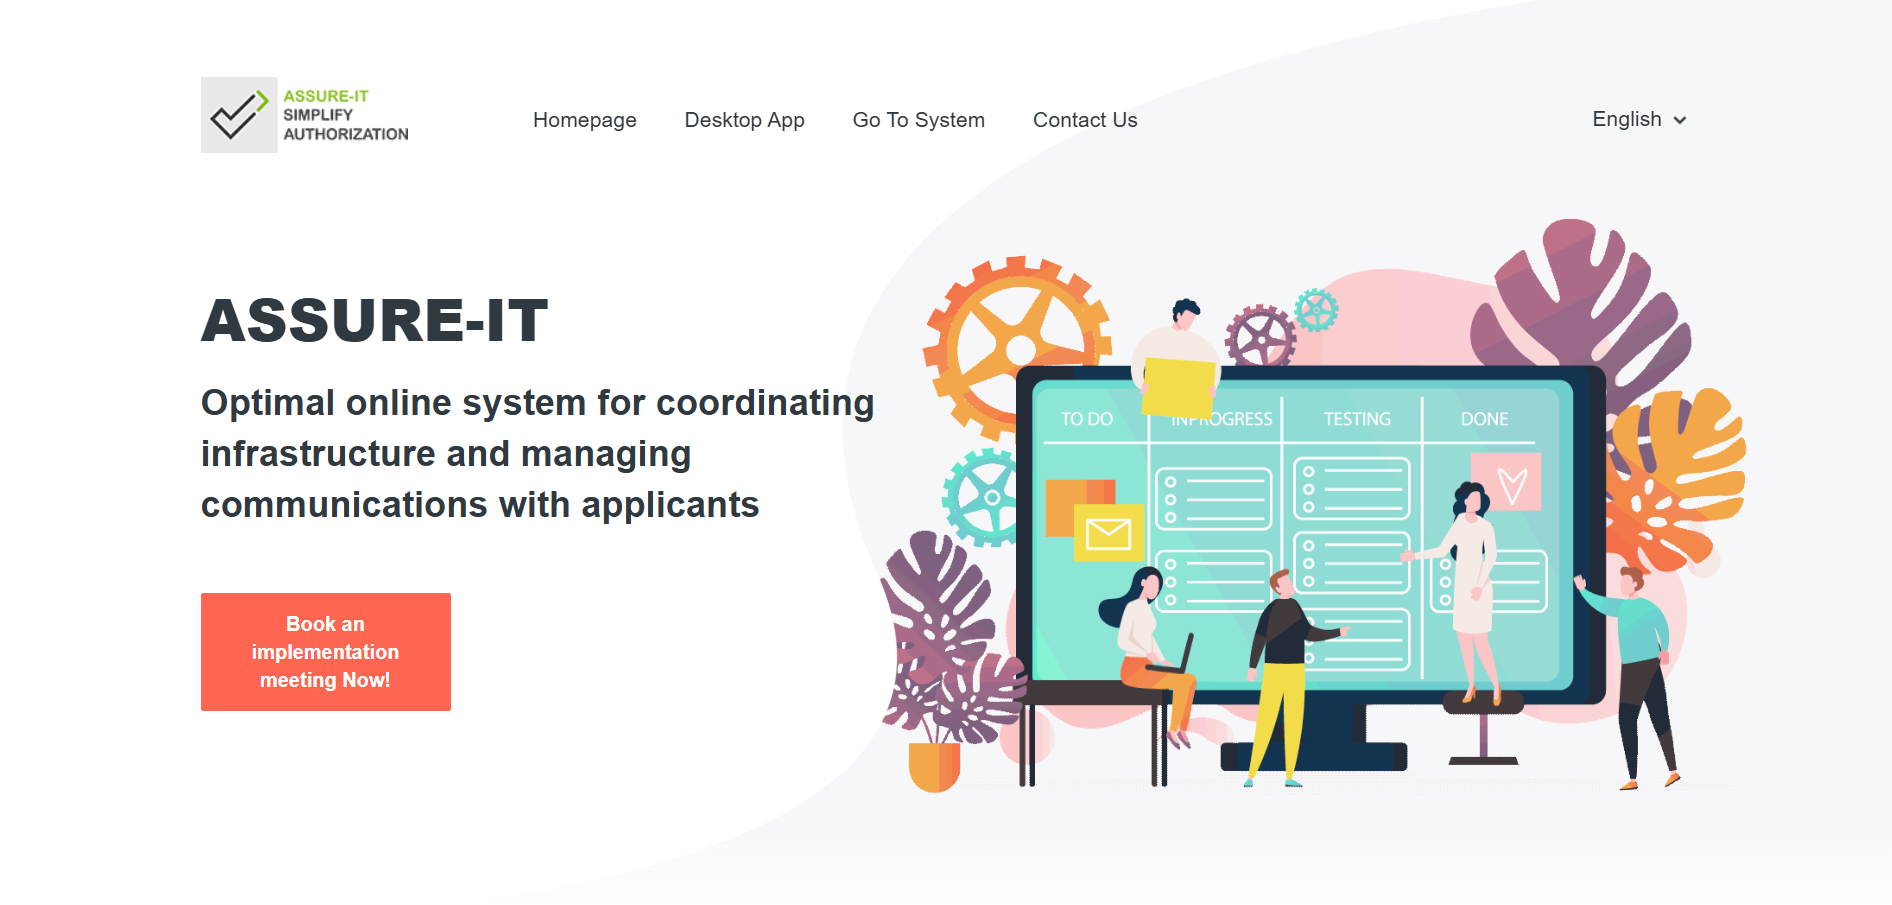 ASSURE-IT
SIMPLIFY
AUTHORIZATION
Homepage
Desktop App
Go To System
Contact Us
English
ASSURE-IT
Optimal online system for coordinating
infrastructure and managing
communications with applicants
Book an
implementation
meeting Now!
TO DO
INPROGRESS
TESTING
DONE